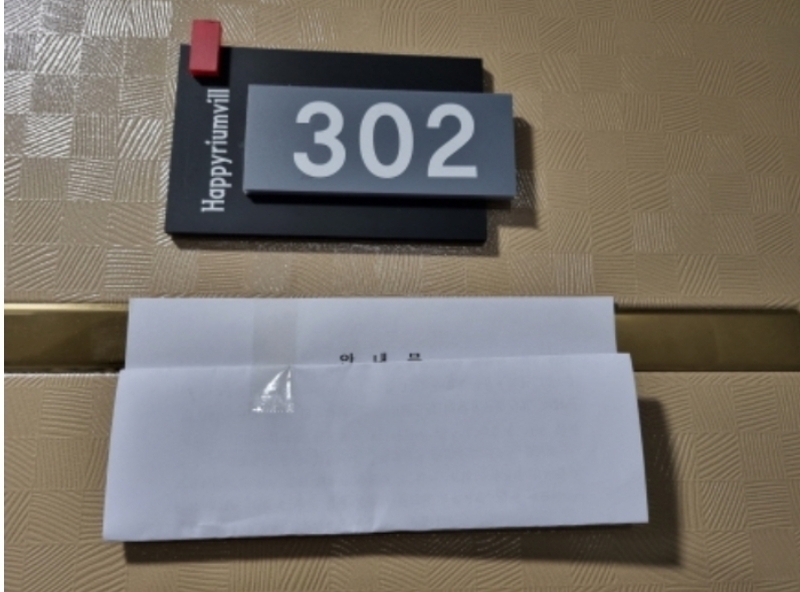 Happyriumvill
302
안 내 문